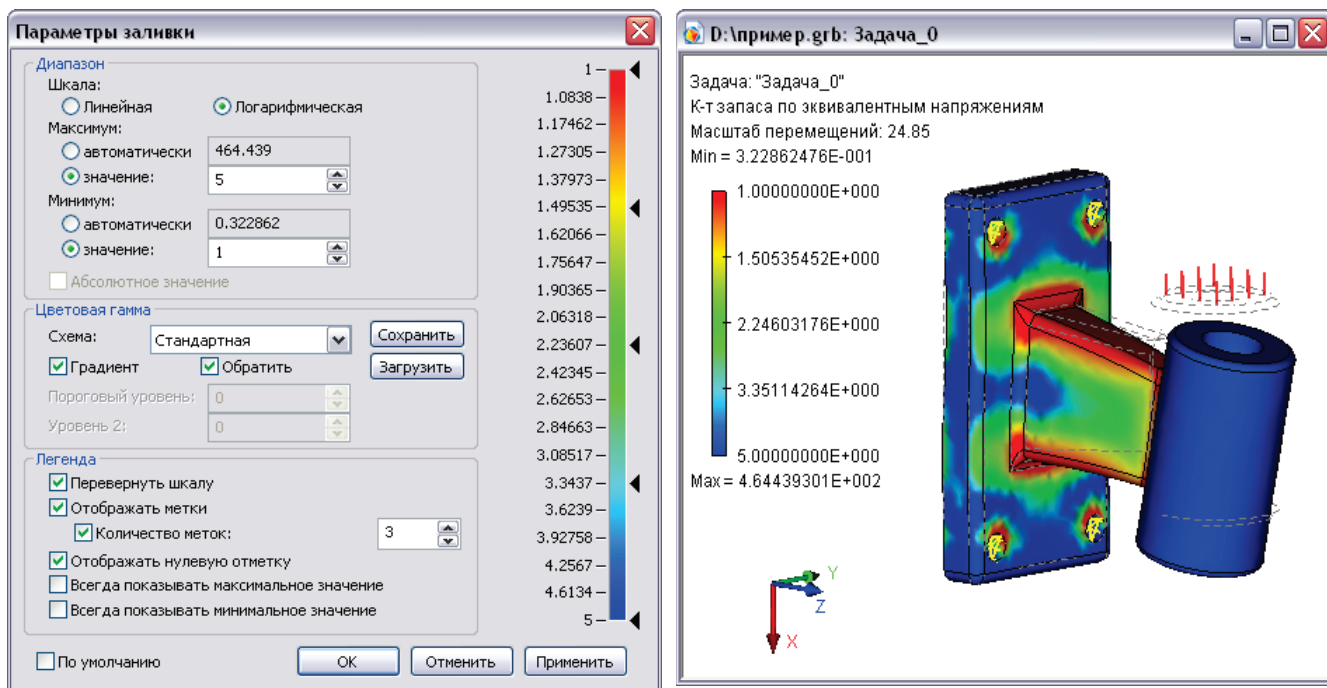 Параметры заливки
Диапазон
Шкала:
Линейная Логарифмическая
Максимум:
автоматически 464.439
значение: 5
Минимум:
автоматически 0.322862
значение: 1
Абсолютное значение
Цветовая гамма
Схема: Стандартная Сохранить
Градиент Обратить Загрузить
Пороговый уровень: 0
Уровень 2: 0
Легенда
Перевернуть шкалу
Отображать метки
Количество меток: 3
Отображать нулевую отметку
Всегда показывать максимальное значение
Всегда показывать минимальное значение
По умолчанию OK Отменить Применить
1
1.0838
1.17462
1.27305
1.37973
1.49535
1.62066
1.75647
1.90365
2.06318
2.23607
2.42345
2.62653
2.84663
3.08517
3.3437
3.6239
3.92758
4.2567
4.6134
5
D:\пример.grb: Задача_0
Задача: "Задача_0"
К-т запаса по эквивалентным напряжениям
Масштаб перемещений: 24.85
Min = 3.22862476E-001
1.00000000E+000
1.50535452E+000
2.24603176E+000
3.35114264E+000
5.00000000E+000
Max = 4.64439301E+002
Y
Z
X